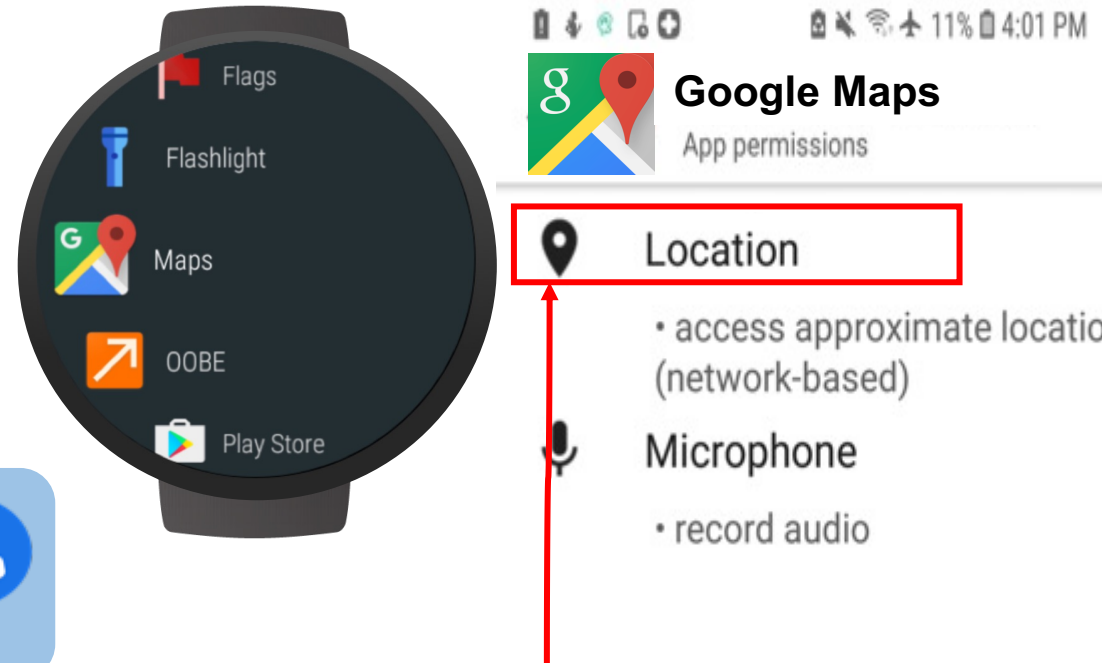 Flags
Flashlight
G
Maps
OOBE
Play Store
11% 4:01 PM
g
Google Maps
App permissions
Location
• access approximate locatio
(network-based)
Microphone
• record audio